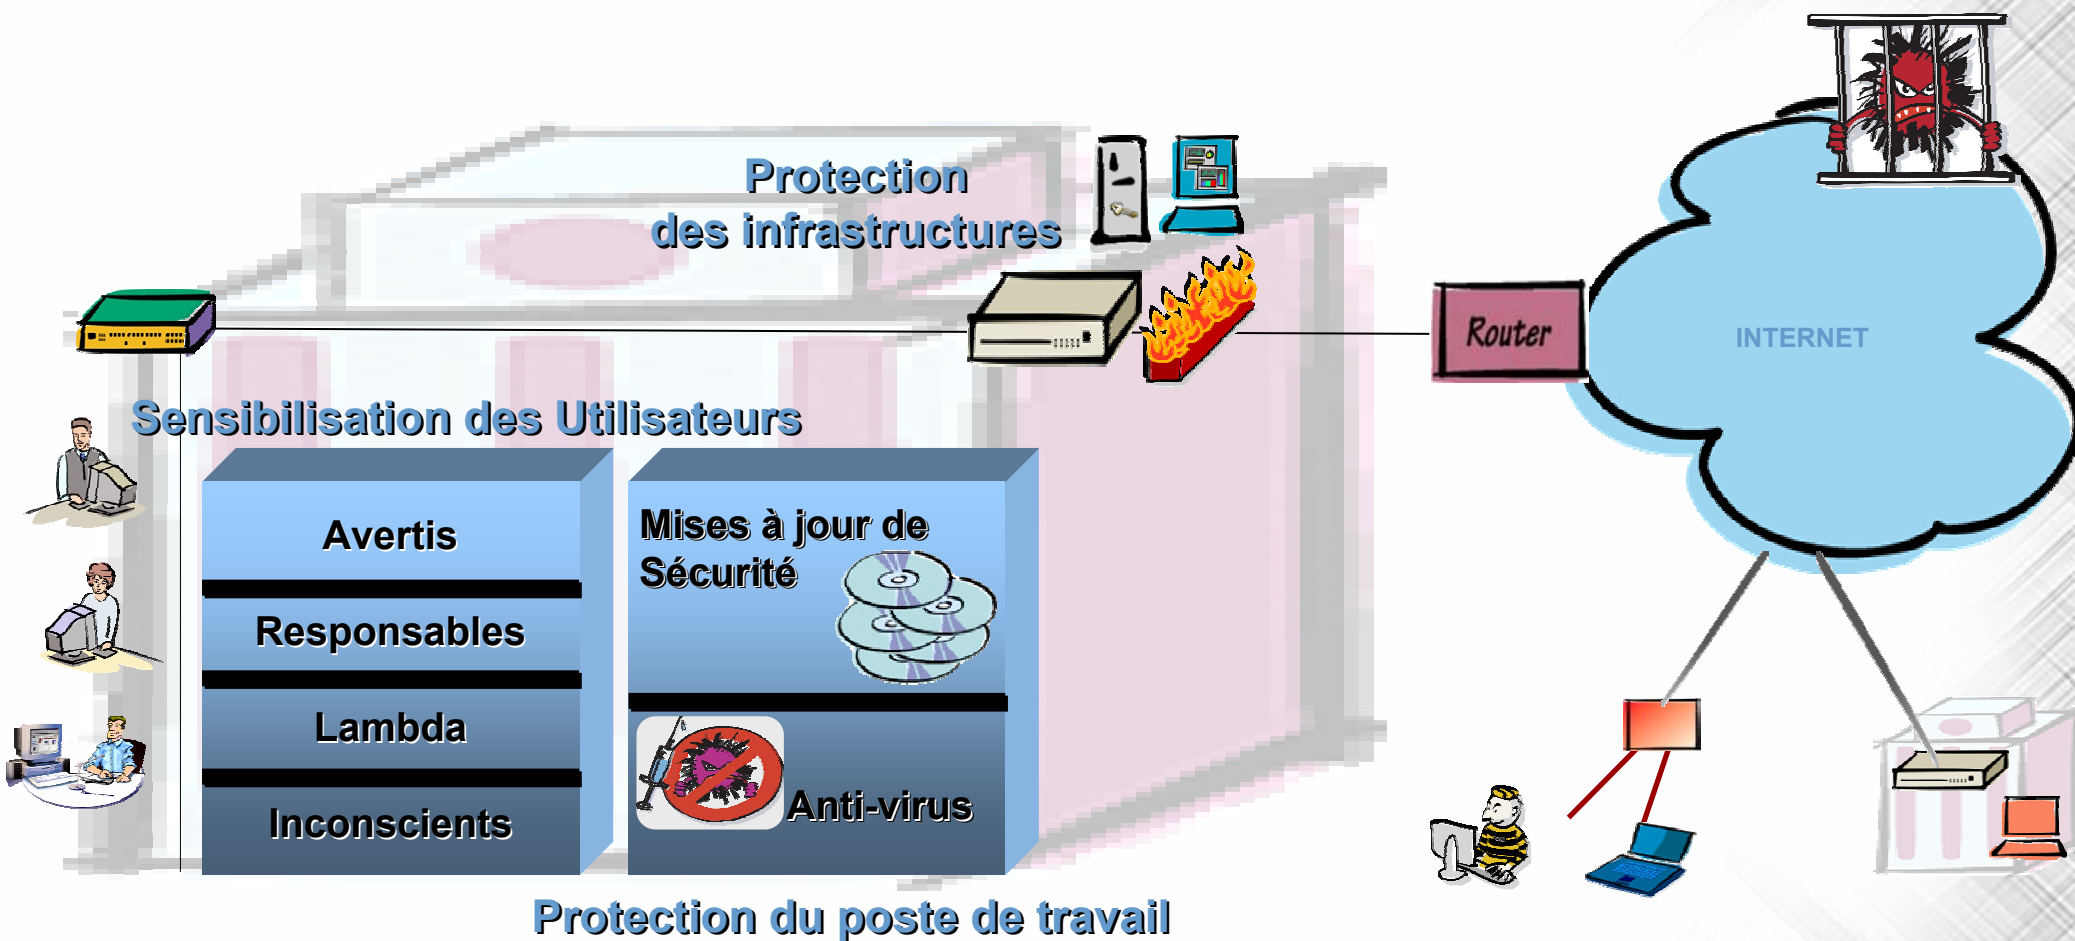 Protection
des infrastructures
Router
INTERNET
Sensibilisation des Utilisateurs
Avertis
Responsables
Lambda
Inconscients
Mises à jour de
Sécurité
Anti-virus
Protection du poste de travail